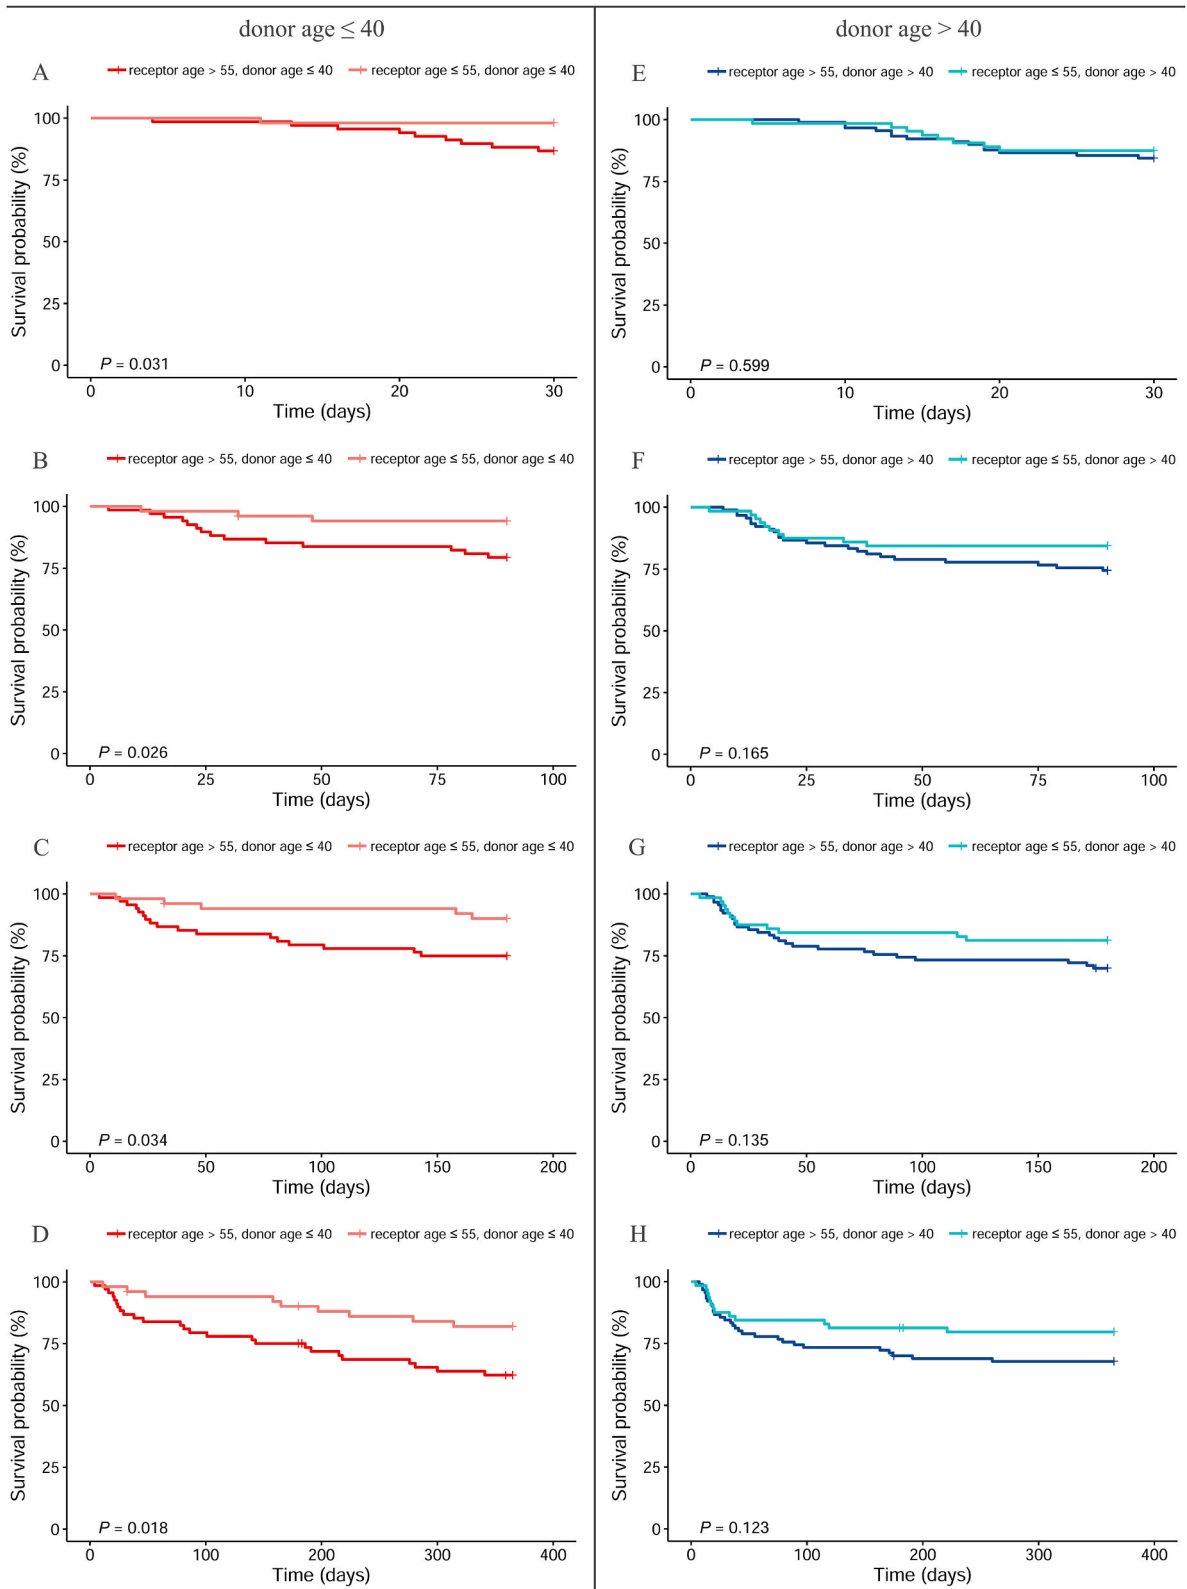 donor age ≤ 40
A
receptor age > 55, donor age ≤ 40 receptor age ≤ 55, donor age ≤ 40
Survival probability (%)
100
75
50
25
0
P = 0.031
0 10 20 30
Time (days)
B
receptor age > 55, donor age ≤ 40 receptor age ≤ 55, donor age ≤ 40
Survival probability (%)
100
75
50
25
0
P = 0.026
0 25 50 75 100
Time (days)
C
receptor age > 55, donor age ≤ 40 receptor age ≤ 55, donor age ≤ 40
Survival probability (%)
100
75
50
25
0
P = 0.034
0 50 100 150 200
Time (days)
D
receptor age > 55, donor age ≤ 40 receptor age ≤ 55, donor age ≤ 40
Survival probability (%)
100
75
50
25
0
P = 0.018
0 100 200 300 400
Time (days)
donor age > 40
E
receptor age > 55, donor age > 40 receptor age ≤ 55, donor age > 40
Survival probability (%)
100
75
50
25
0
P = 0.599
0 10 20 30
Time (days)
F
receptor age > 55, donor age > 40 receptor age ≤ 55, donor age > 40
Survival probability (%)
100
75
50
25
0
P = 0.165
0 25 50 75 100
Time (days)
G
receptor age > 55, donor age > 40 receptor age ≤ 55, donor age > 40
Survival probability (%)
100
75
50
25
0
P = 0.135
0 50 100 150 200
Time (days)
H
receptor age > 55, donor age > 40 receptor age ≤ 55, donor age > 40
Survival probability (%)
100
75
50
25
0
P = 0.123
0 100 200 300 400
Time (days)